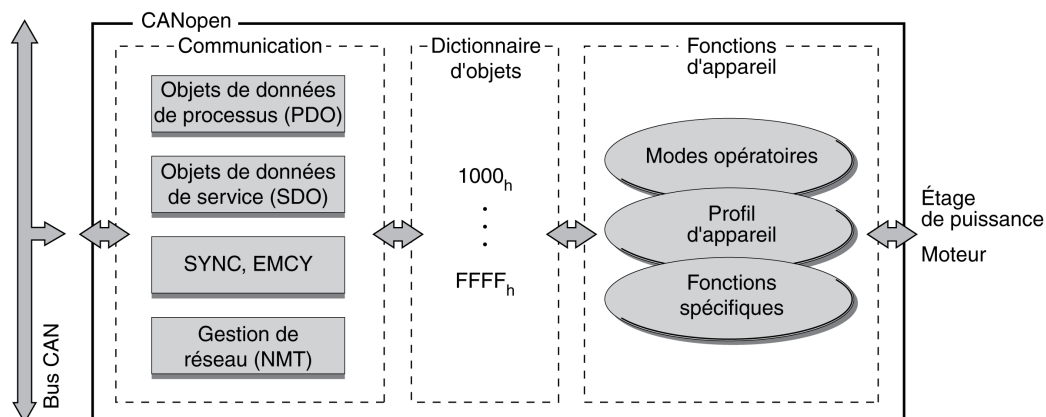 CANopen
Communication
Objets de données
de processus (PDO)
Objets de données
de service (SDO)
SYNC, EMCY
Gestion de
réseau (NMT)
Dictionnaire
d'objets
1000h
.
.
.
FFFFh
Fonctions
d'appareil
Modes opératoires
Profil
d'appareil
Fonctions
spécifiques
Étage
de puissance
Moteur
Bus CAN